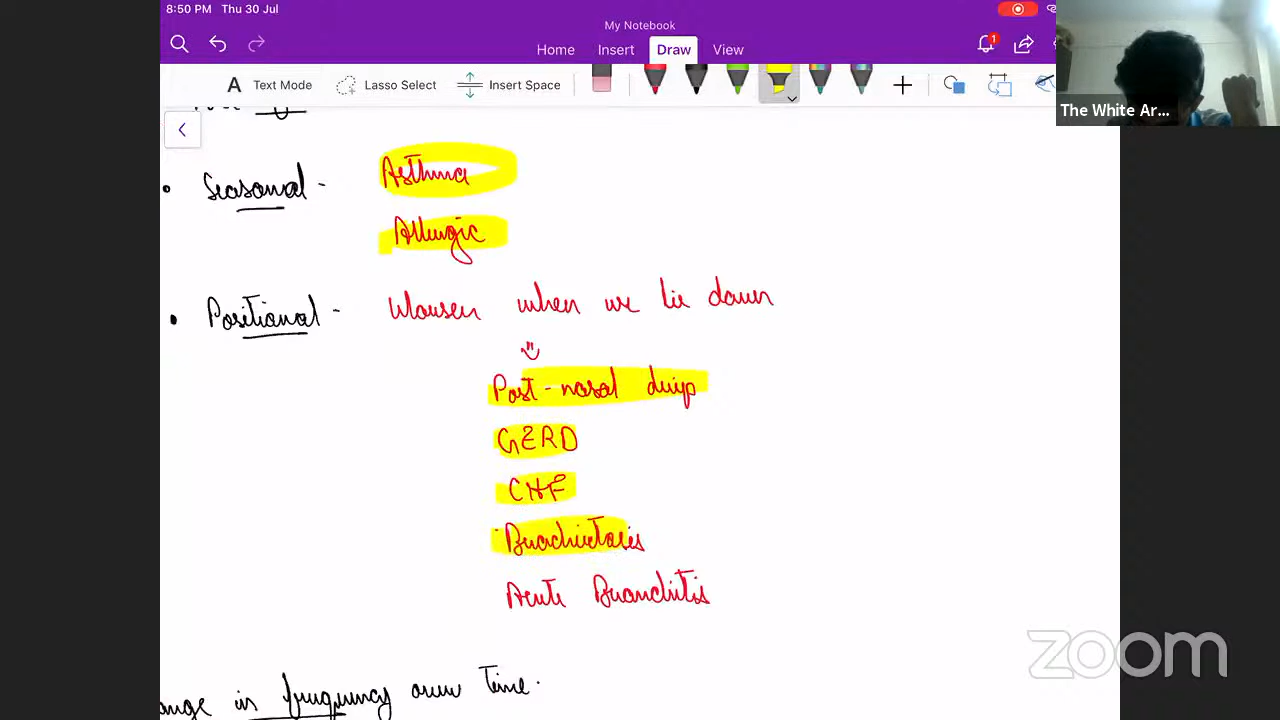 8:50 PM Thu 30 Jul
My Notebook
Home Insert Draw View
1
A Text Mode Lasso Select Insert Space
The White Ar...
• Seasonal - Asthma
Allergic
• Positional - Worsen when we lie down
Post-nasal drip
GERD
CHF
Bronchiectasis
Acute Bronchitis
ange in frequency over time.
zoom